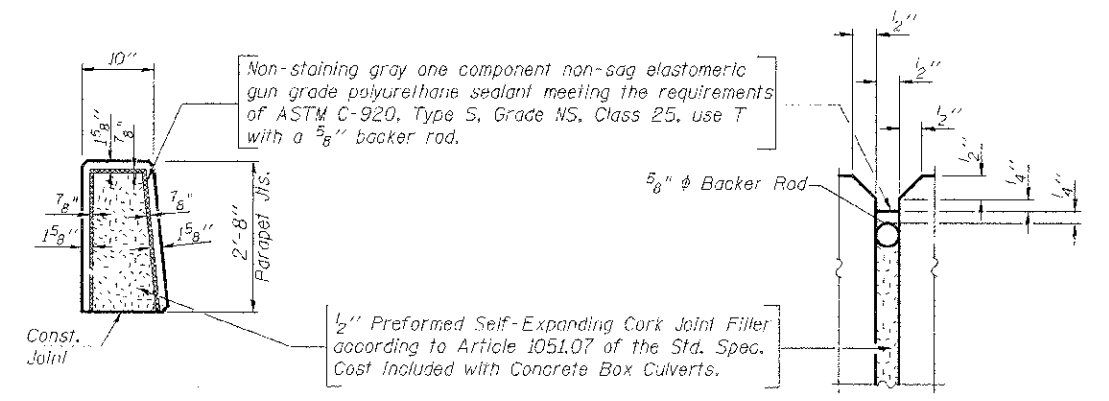 10"
Non-staining gray one component non-sag elastomeric
gun grade polyurethane sealant meeting the requirements
of ASTM C-920, Type S, Grade NS, Class 25, use T
with a 5/8" backer rod.
1 5/8"
7/8"
7/8"
7/8"
1 5/8"
1 5/8"
2'-8"
Parapet Jts.
Const.
Joint
1/2" Preformed Self-Expanding Cork Joint Filler
according to Article 1051.07 of the Std. Spec.
Cost included with Concrete Box Culverts.
1/2"
1/2"
1/2"
1/2"
1/4"
1/4"
5/8" φ Backer Rod